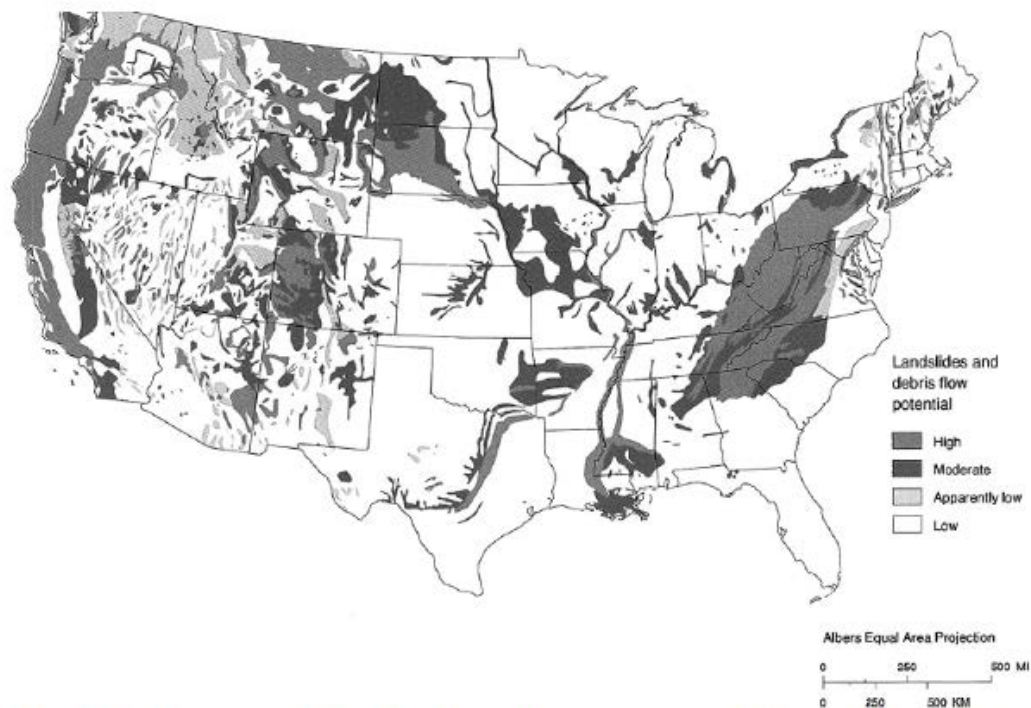 Landslides and
debris flow
potential
High
Moderate
Apparently low
Low
Albers Equal Area Projection
0 250 500 MI
0 250 500 KM